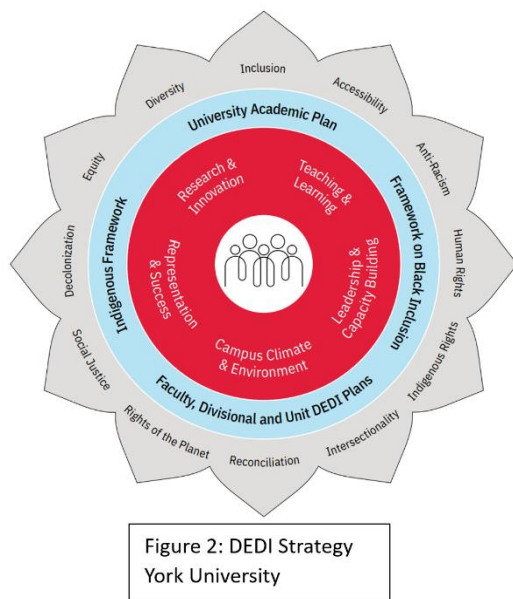 Inclusion
Accessibility
Anti-Racism
Human Rights
Indigenous Rights
Intersectionality
Reconciliation
Rights of the Planet
Social Justice
Decolonization
Equity
Diversity
University Academic Plan
Framework on Black Inclusion
Faculty, Divisional and Unit DEDI Plans
Indigenous Framework
Research &
Innovation
Teaching &
Learning
Leadership &
Capacity Building
Campus Climate
& Environment
Representation
& Success
Figure 2: DEDI Strategy
York University